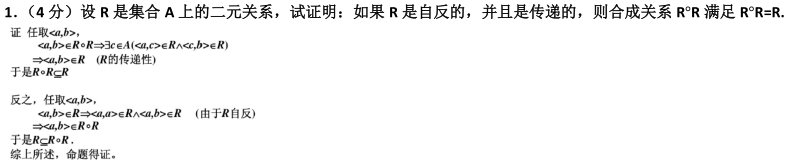 1.（4 分）设 R 是集合 A 上的二元关系，试证明：如果 R 是自反的，并且是传递的，则合成关系 R°R 满足 R°R=R.
证 任取<a,b>，
<a,b>∈R∘R⇒∃c∈A(<a,c>∈R∧<c,b>∈R)
⇒<a,b>∈R （R的传递性）
于是R∘R⊆R
反之，任取<a,b>，
<a,b>∈R⇒<a,a>∈R∧<a,b>∈R （由于R自反）
⇒<a,b>∈R∘R
于是R⊆R∘R .
综上所述，命题得证。